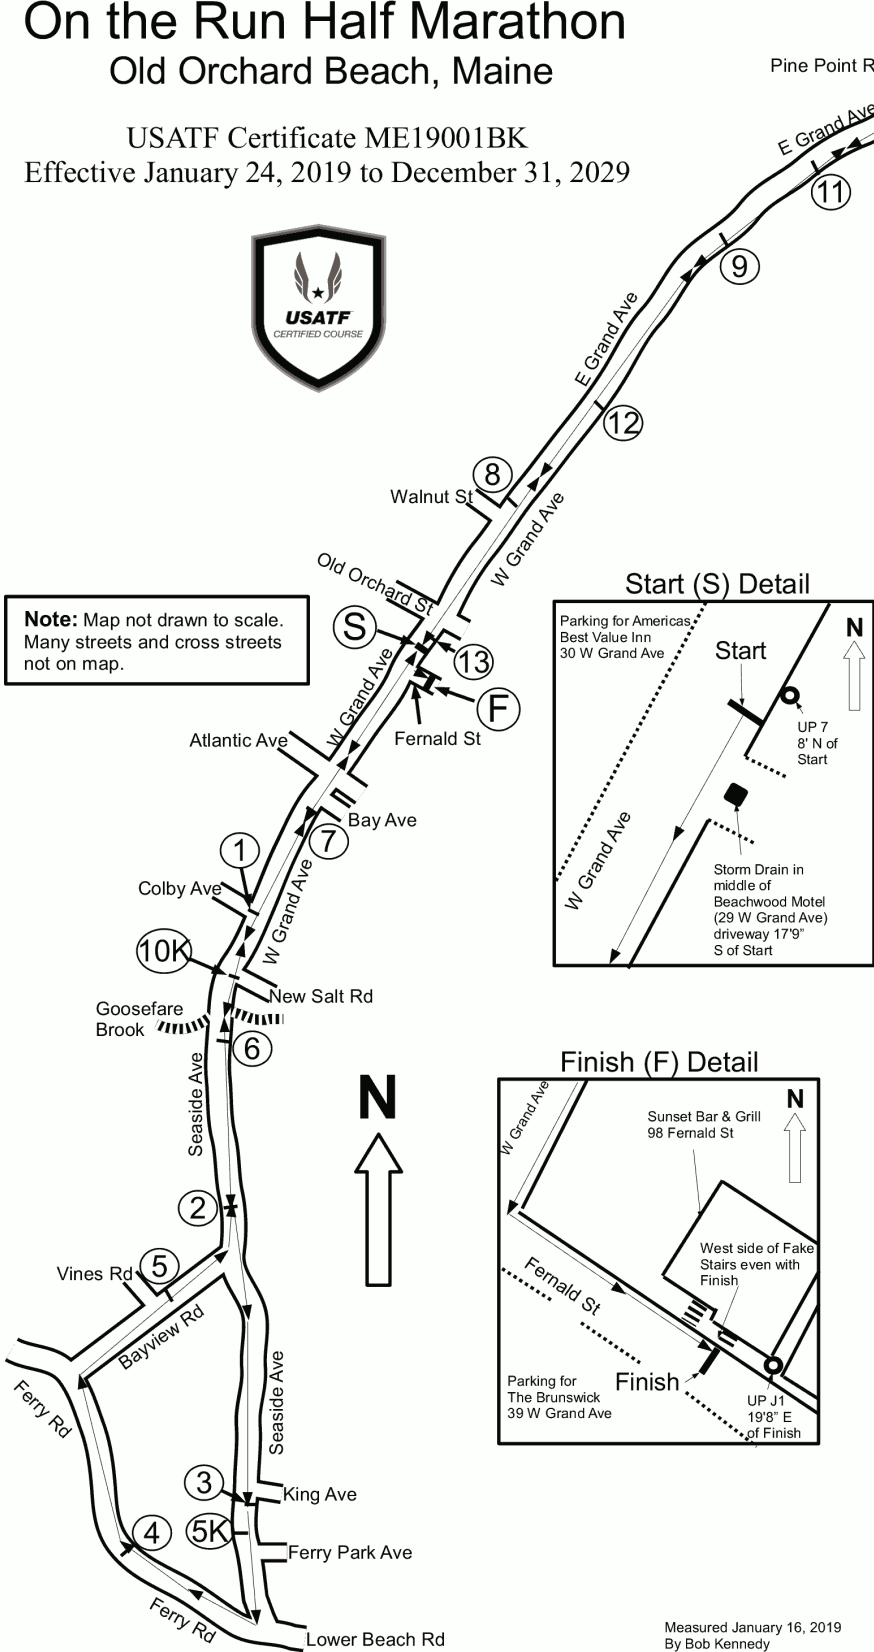 On the Run Half Marathon
Old Orchard Beach, Maine
Pine Point R
USATF Certificate ME19001BK
Effective January 24, 2019 to December 31, 2029
E Grand Ave
11
9
USATF
CERTIFIED COURSE
E Grand Ave
12
8
Walnut St
W Grand Ave
Old Orchard St
Note: Map not drawn to scale.
Many streets and cross streets
not on map.
S
13
F
W Grand Ave
Fernald St
Atlantic Ave
Bay Ave
7
1
Colby Ave
W Grand Ave
10K
New Salt Rd
Goosefare
Brook
6
Seaside Ave
N
2
Vines Rd
5
Bayview Rd
Ferry Rd
Seaside Ave
3
King Ave
5K
4
Ferry Park Ave
Ferry Rd
Lower Beach Rd
Start (S) Detail
Parking for Americas
Best Value Inn
30 W Grand Ave
N
Start
UP 7
8' N of
Start
W Grand Ave
Storm Drain in
middle of
Beachwood Motel
(29 W Grand Ave)
driveway 17'9"
S of Start
Finish (F) Detail
W Grand Ave
Sunset Bar & Grill
98 Fernald St
N
West side of Fake
Stairs even with
Finish
Fernald St
Finish
Parking for
The Brunswick
39 W Grand Ave
UP J1
19'8" E
of Finish
Measured January 16, 2019
By Bob Kennedy